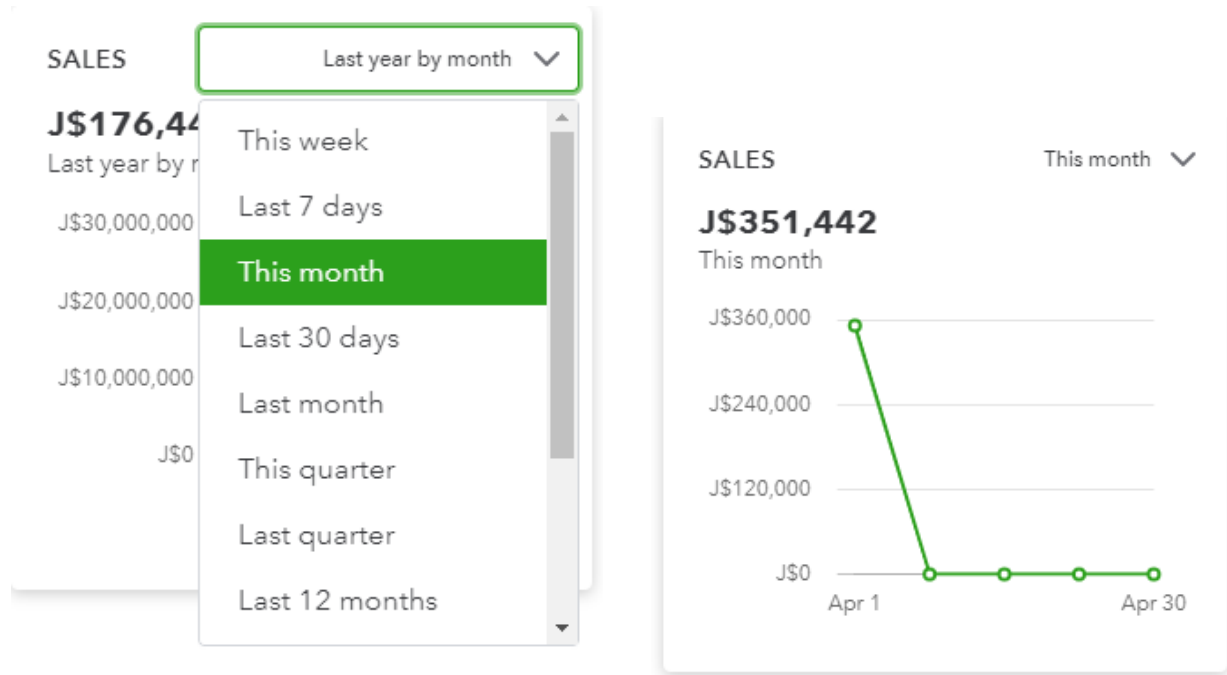 SALES
Last year by month
J$176,44
Last year by
J$30,000,000
J$20,000,000
J$10,000,000
J$0
This week
Last 7 days
This month
Last 30 days
Last month
This quarter
Last quarter
Last 12 months
SALES
This month
J$351,442
This month
J$360,000
J$240,000
J$120,000
J$0
Apr 1
Apr 30